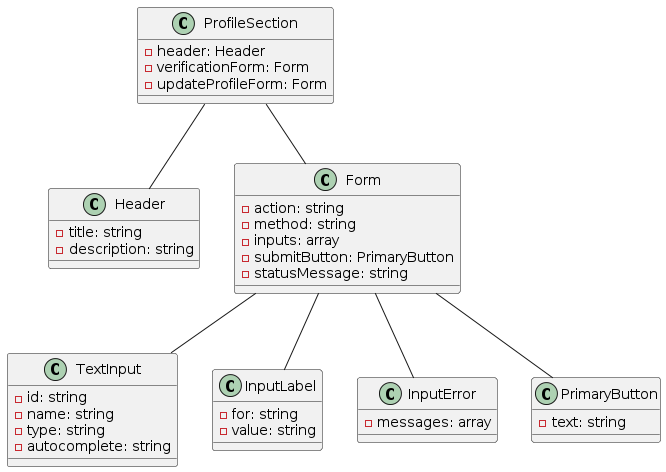 C ProfileSection
header: Header
verificationForm: Form
updateProfileForm: Form
C Header
title: string
description: string
C Form
action: string
method: string
inputs: array
submitButton: PrimaryButton
statusMessage: string
C TextInput
id: string
name: string
type: string
autocomplete: string
C InputLabel
for: string
value: string
C InputError
messages: array
C PrimaryButton
text: string